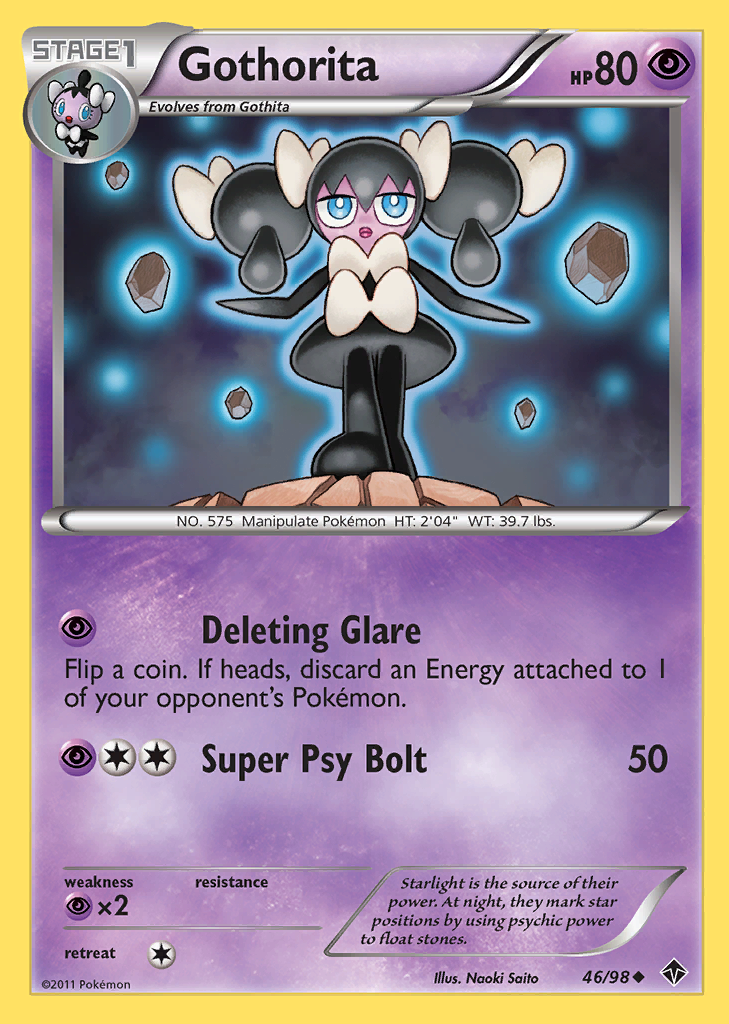 STAGE1
Gothorita
HP80
Evolves from Gothita
NO. 575 Manipulate Pokémon HT: 2'04" WT: 39.7 lbs.
Deleting Glare
Flip a coin. If heads, discard an Energy attached to 1
of your opponent's Pokémon.
Super Psy Bolt 50
weakness resistance
×2
retreat
Starlight is the source of their
power. At night, they mark star
positions by using psychic power
to float stones.
©2011 Pokémon
Illus. Naoki Saito 46/98